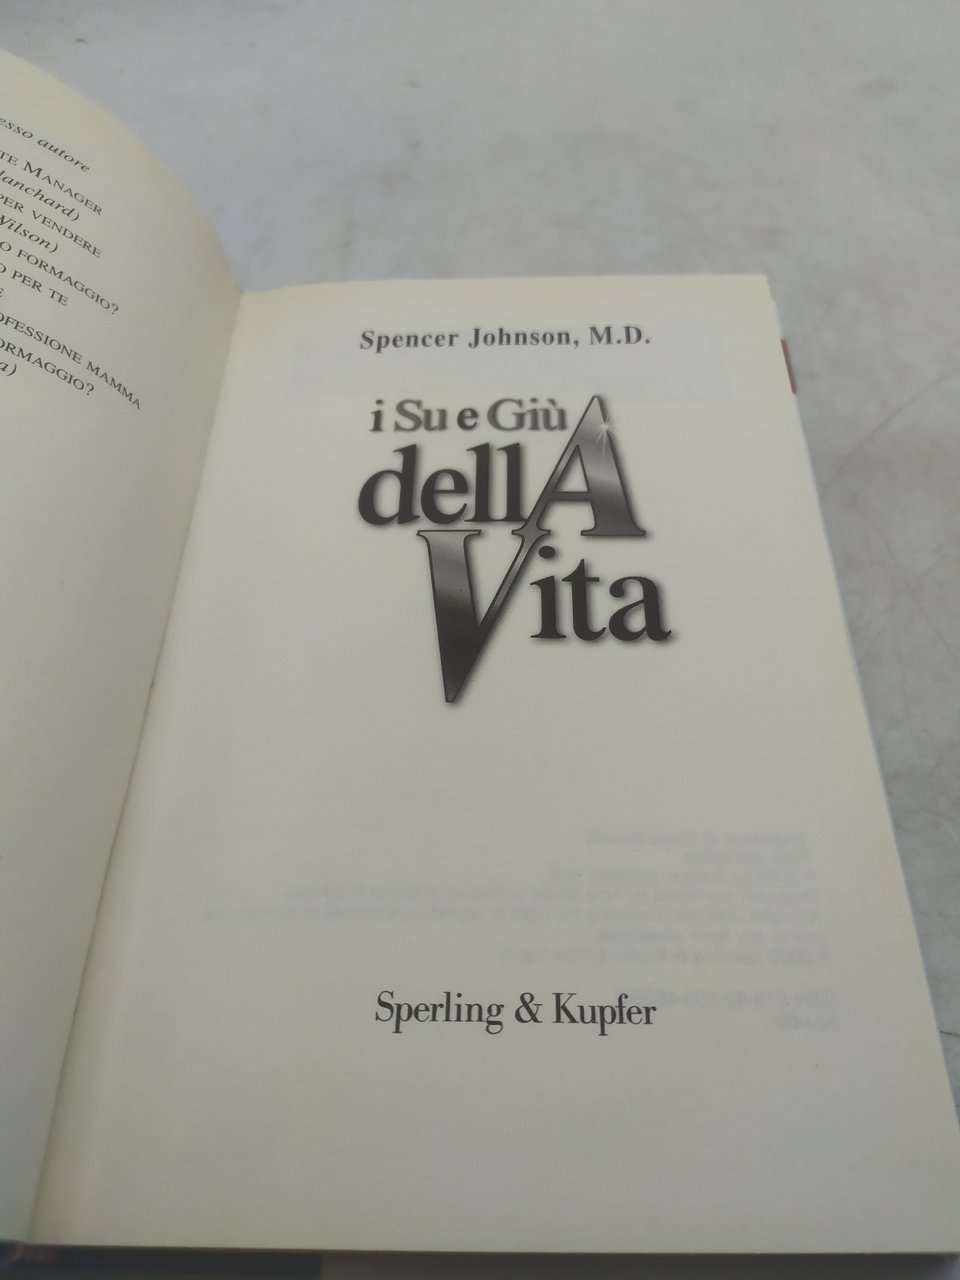 esso autore
TE MANAGER
lanchard)
PER VENDERE
Wilson)
O FORMAGGIO?
O PER TE
E
OFESSIONE MAMMA
ORMAGGIO?
a)
Spencer Johnson, M.D.
i Su e Giù
dellA
Vita
Sperling & Kupfer